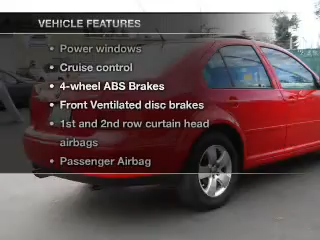 VEHICLE FEATURES
• Power windows
• Cruise control
• 4-wheel ABS Brakes
• Front Ventilated disc brakes
• 1st and 2nd row curtain head
airbags
• Passenger Airbag